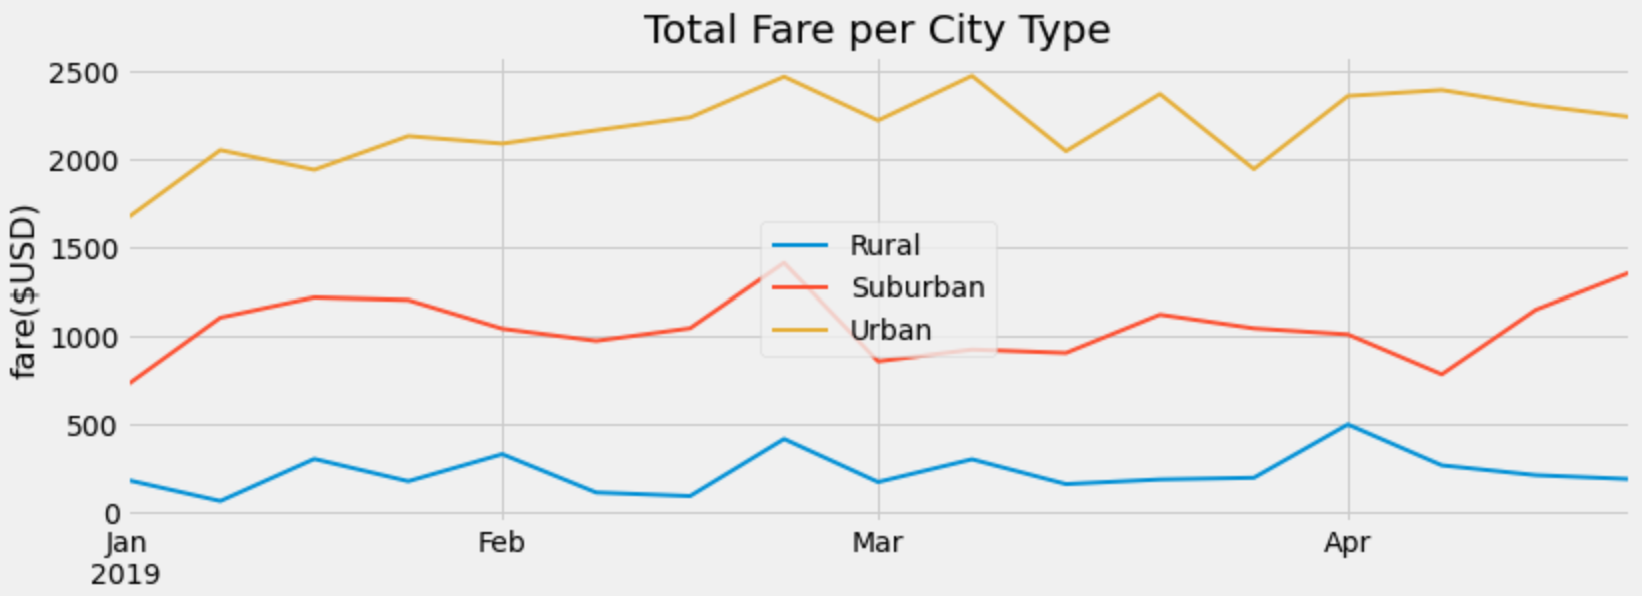 Total Fare per City Type
fare($USD)
2500
2000
1500
1000
500
0
Rural
Suburban
Urban
Jan
2019
Feb
Mar
Apr